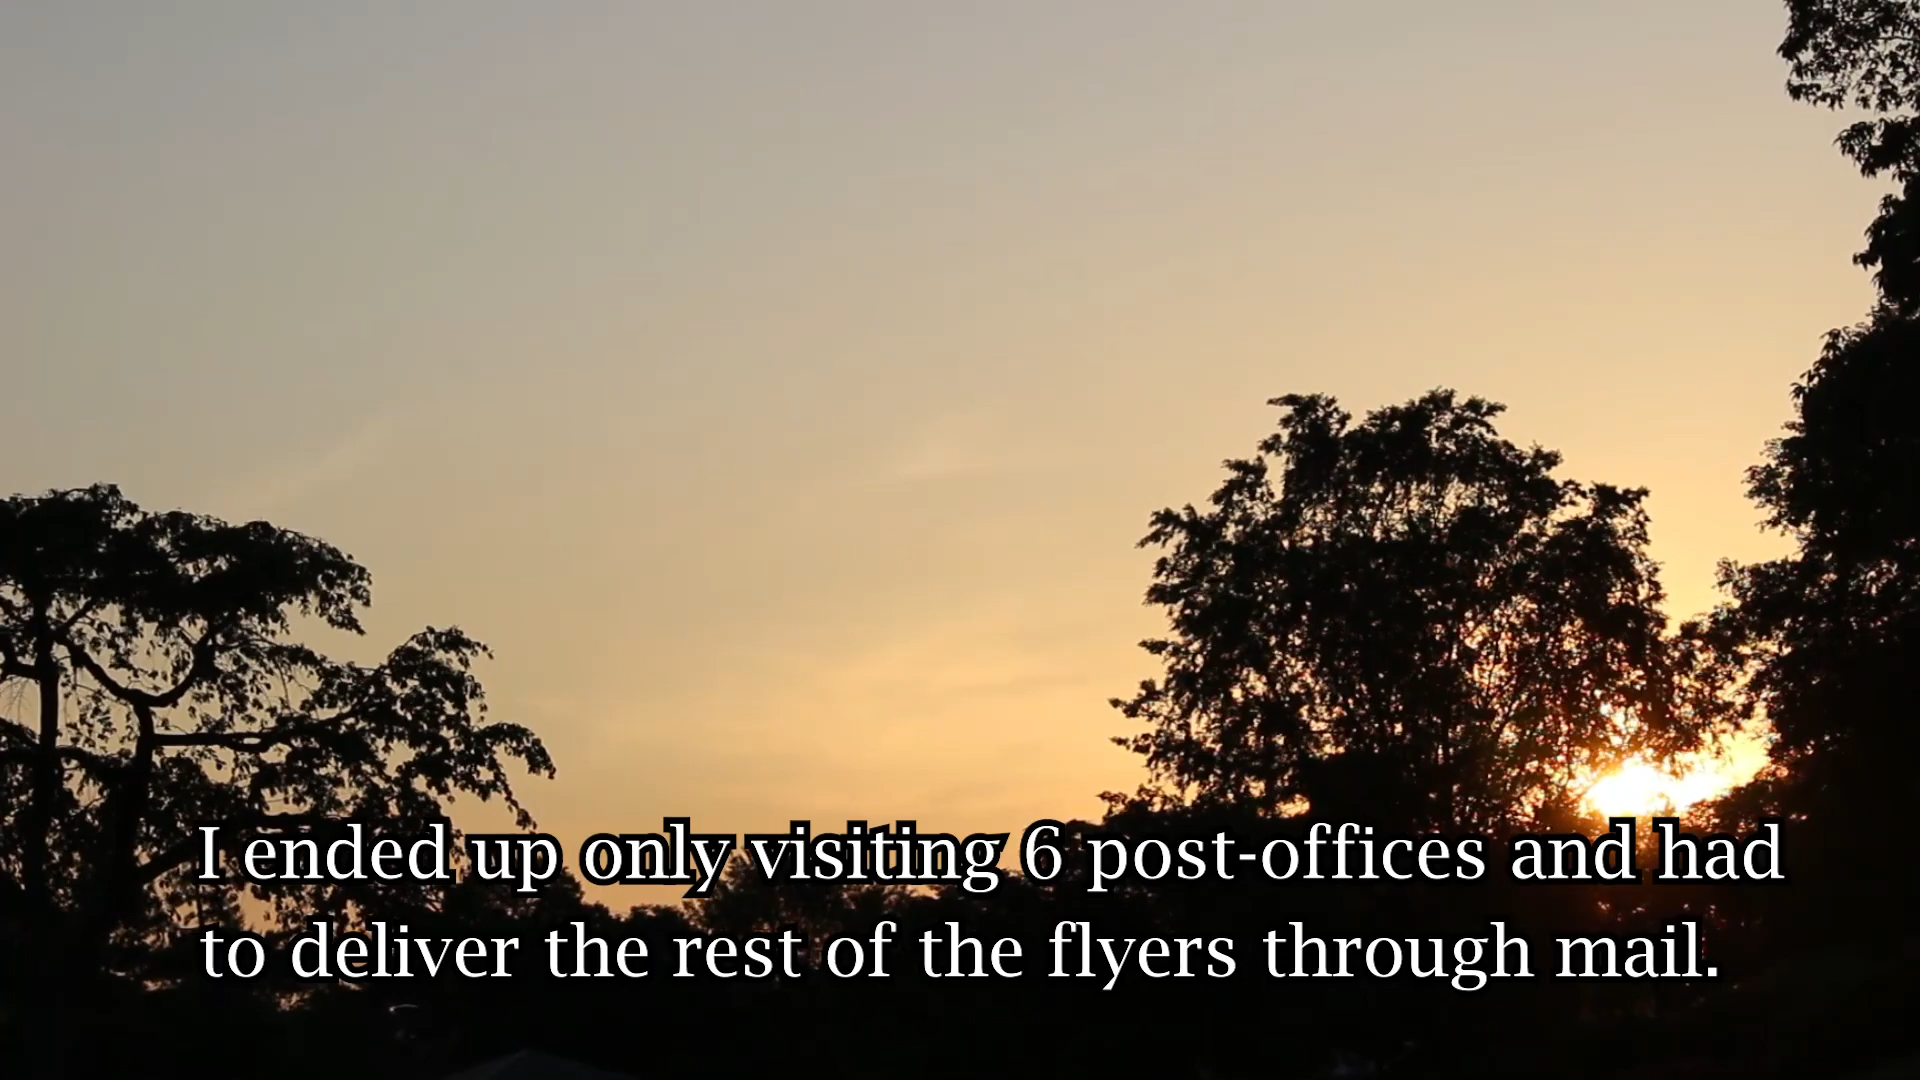 I ended up only visiting 6 post-offices and had
to deliver the rest of the flyers through mail.